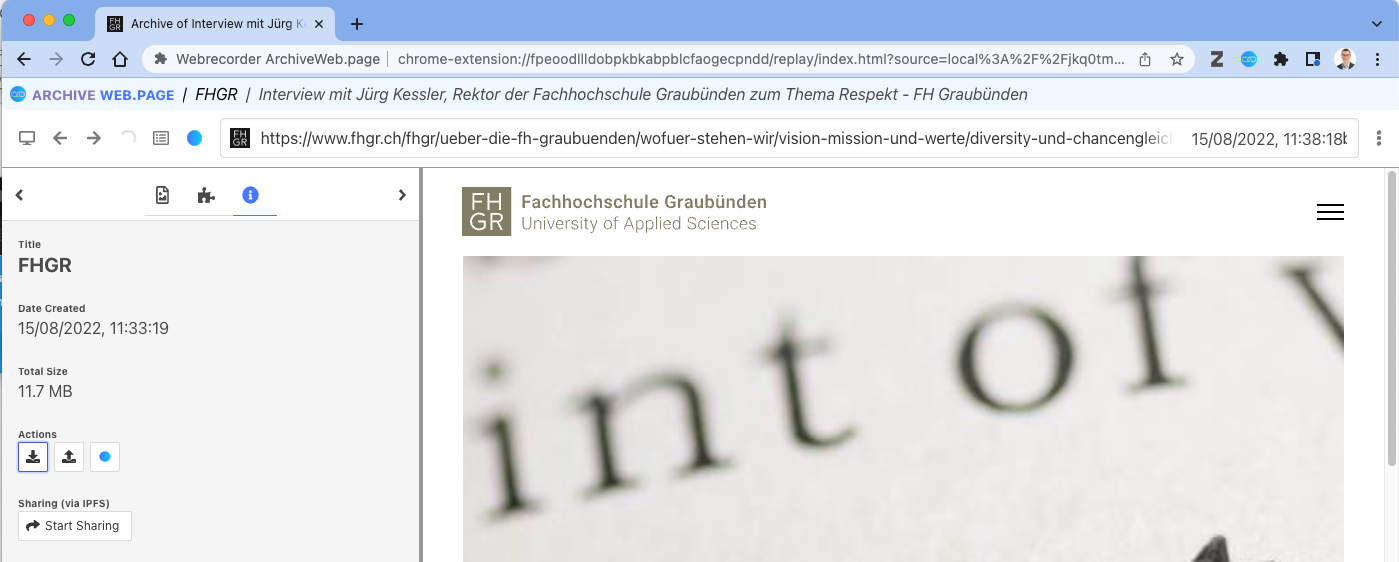 Archive of Interview mit Jürg K
Webrecorder ArchiveWeb.page
chrome-extension://fpeoodllldobpkbkabpblcfaogecpndd/replay/index.html?source=local%3A%2F%2Fjkq0tm...
ARCHIVE WEB.PAGE | FHGR | Interview mit Jürg Kessler, Rektor der Fachhochschule Graubünden zum Thema Respekt - FH Graubünden
FH
GR
https://www.fhgr.ch/fhgr/ueber-die-fh-graubuenden/wofuer-stehen-wir/vision-mission-und-werte/diversity-und-chancengleic
15/08/2022, 11:38:18
Title
FHGR
Date Created
15/08/2022, 11:33:19
Total Size
11.7 MB
Actions
Sharing (via IPFS)
Start Sharing
FH
GR
Fachhochschule Graubünden
University of Applied Sciences
int of